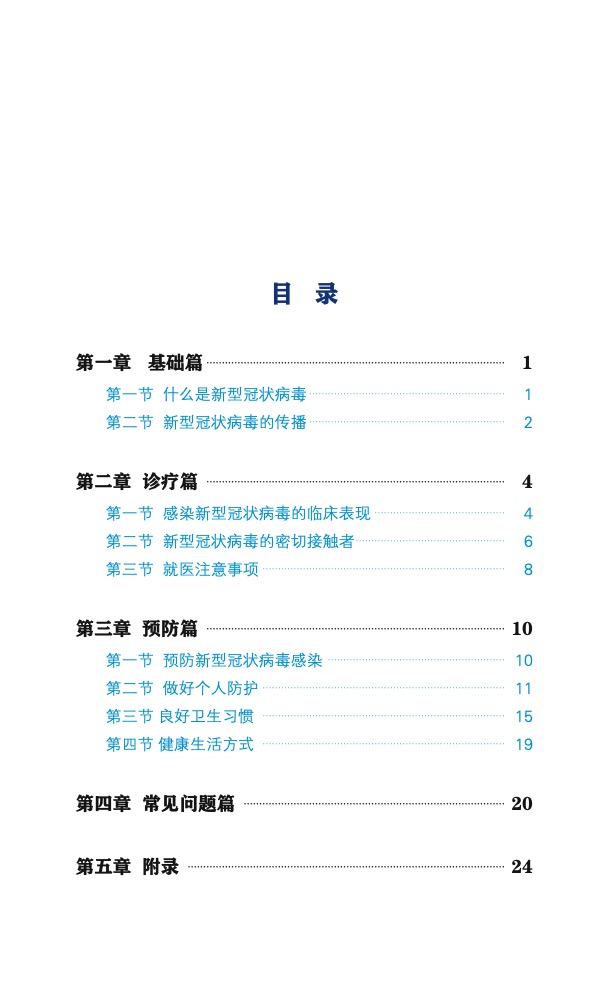 目 录
第一章 基础篇 1
第一节 什么是新型冠状病毒 1
第二节 新型冠状病毒的传播 2
第二章 诊疗篇 4
第一节 感染新型冠状病毒的临床表现 4
第二节 新型冠状病毒的密切接触者 6
第三节 就医注意事项 8
第三章 预防篇 10
第一节 预防新型冠状病毒感染 10
第二节 做好个人防护 11
第三节 良好卫生习惯 15
第四节 健康生活方式 19
第四章 常见问题篇 20
第五章 附录 24